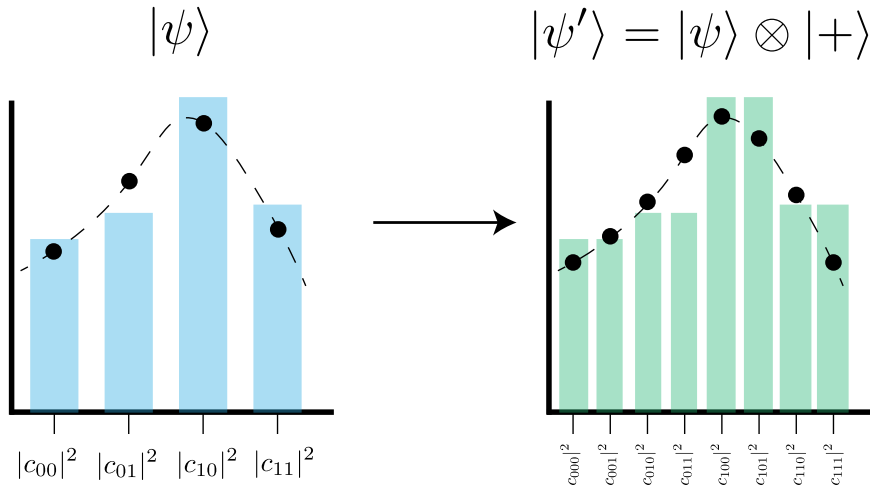 |ψ⟩
|ψ′⟩ = |ψ⟩ ⊗ |+⟩
|c₀₀|² |c₀₁|² |c₁₀|² |c₁₁|²
c₀₀₀|² c₀₀₁|² c₀₁₀|² c₀₁₁|² c₁₀₀|² c₁₀₁|² c₁₁₀|² c₁₁₁|²